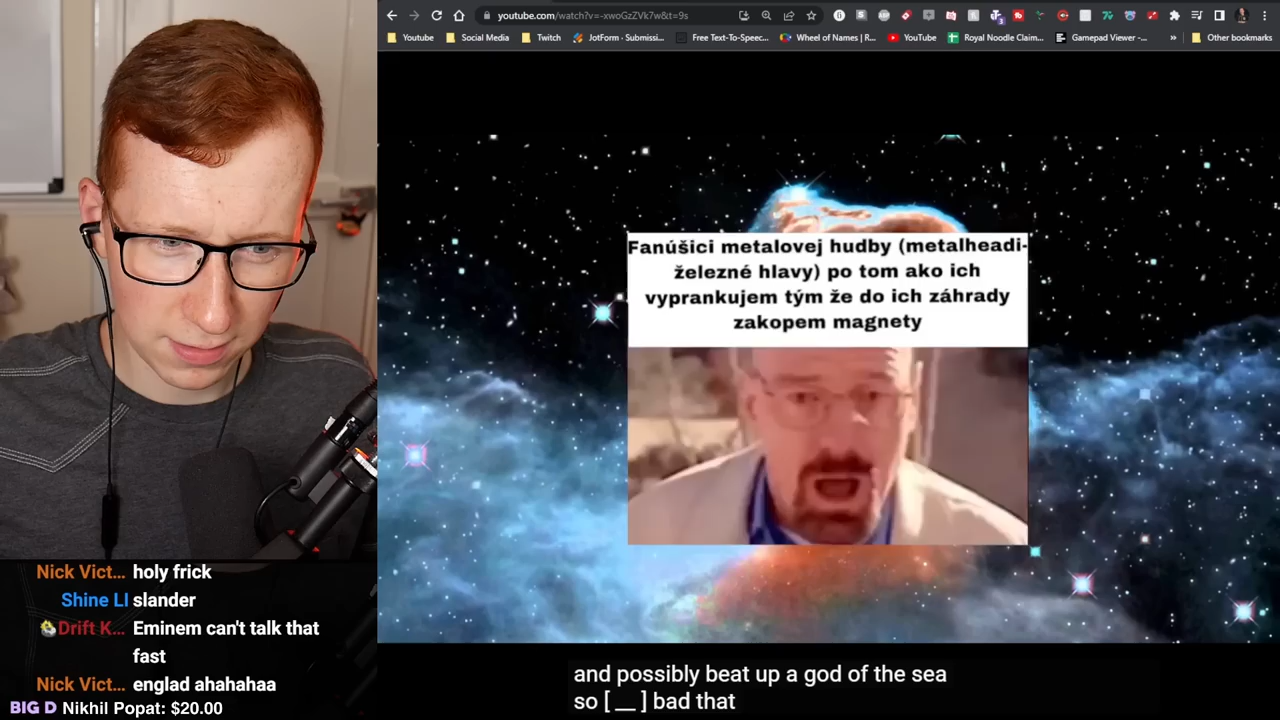 youtube.com/watch?v=-xwoGzZVk7w&t=9s
Youtube
Social Media
Twitch
JotForm · Submissi...
Free Text-To-Speec...
Wheel of Names | R...
YouTube
Royal Noodle Claim...
Gamepad Viewer -...
»
Other bookmarks
Fanúšici metalovej hudby (metalheadi-
železné hlavy) po tom ako ich
vyprankujem tým že do ich záhrady
zakopem magnety
Nick Vict... holy frick
Shine LI slander
Drift K... Eminem can't talk that
fast
Nick Vict... englad ahahahaa
BIG D Nikhil Popat: $20.00
and possibly beat up a god of the sea
so [ __ ] bad that